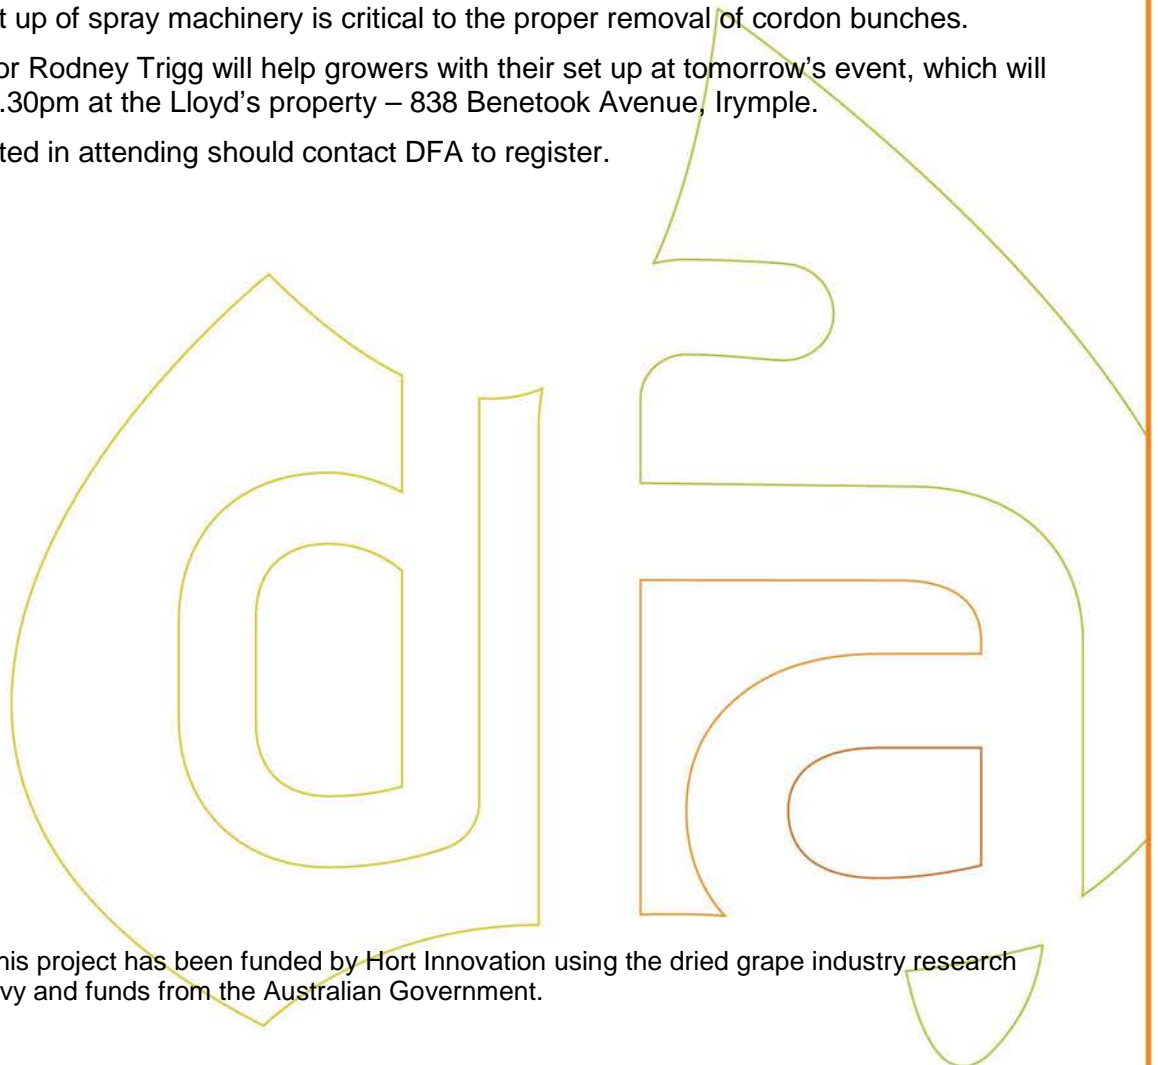 t up of spray machinery is critical to the proper removal of cordon bunches.
or Rodney Trigg will help growers with their set up at tomorrow's event, which will
.30pm at the Lloyd's property – 838 Benetook Avenue, Irymple.
ted in attending should contact DFA to register.
dfa
his project has been funded by Hort Innovation using the dried grape industry research
vy and funds from the Australian Government.